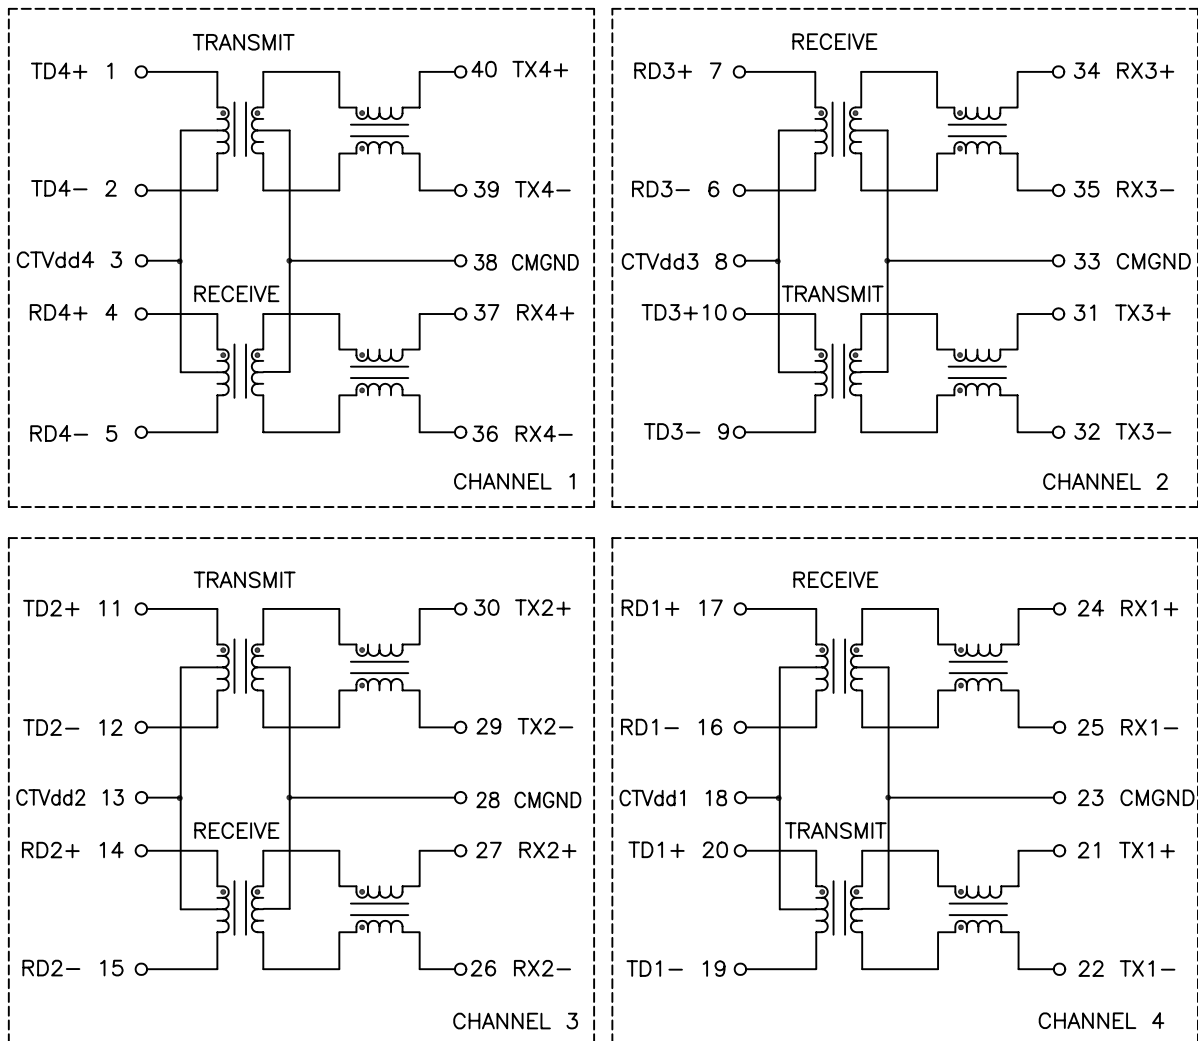 TRANSMIT
TD4+ 1
40 TX4+
TD4− 2
39 TX4−
CTVdd4 3
38 CMGND
RECEIVE
RD4+ 4
37 RX4+
RD4− 5
36 RX4−
CHANNEL 1
RECEIVE
RD3+ 7
34 RX3+
RD3− 6
35 RX3−
CTVdd3 8
33 CMGND
TRANSMIT
TD3+ 10
31 TX3+
TD3− 9
32 TX3−
CHANNEL 2
TRANSMIT
TD2+ 11
30 TX2+
TD2− 12
29 TX2−
CTVdd2 13
28 CMGND
RECEIVE
RD2+ 14
27 RX2+
RD2− 15
26 RX2−
CHANNEL 3
RECEIVE
RD1+ 17
24 RX1+
RD1− 16
25 RX1−
CTVdd1 18
23 CMGND
TRANSMIT
TD1+ 20
21 TX1+
TD1− 19
22 TX1−
CHANNEL 4